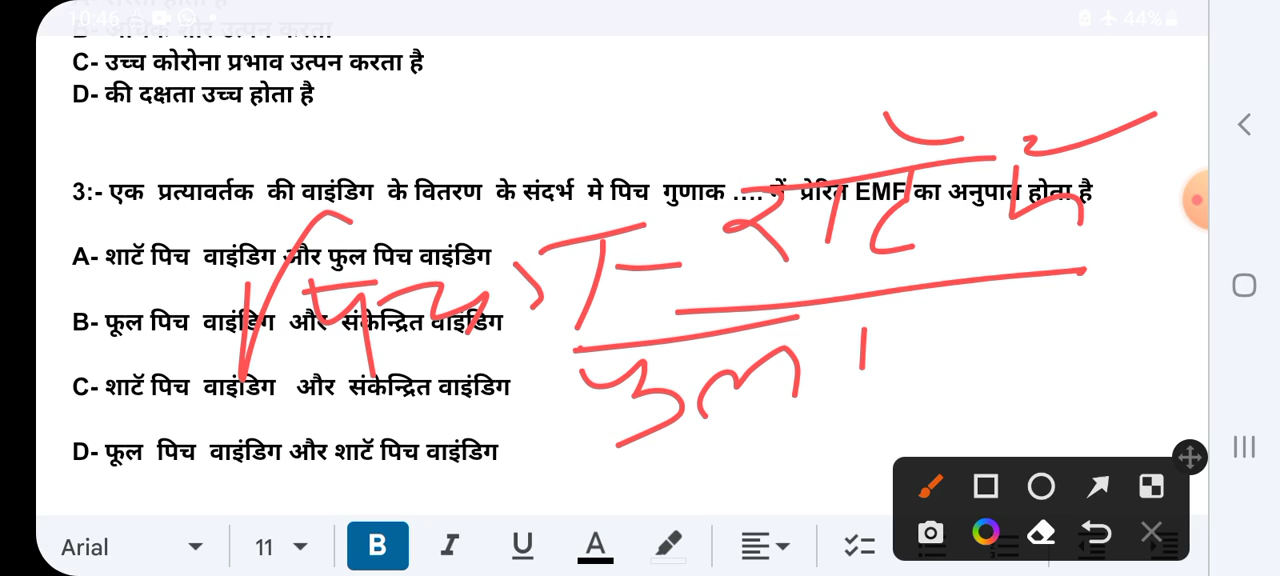 10:46
44%
C- उच्च कोरोना प्रभाव उत्पन करता है
D- की दक्षता उच्च होता है
3:- एक प्रत्यावर्तक की वाइंडिग के वितरण के संदर्भ मे पिच गुणाक .... में प्रेरित EMF का अनुपात होता है
A- शार्ट पिच वाइंडिग और फुल पिच वाइंडिग
B- फूल पिच वाइंडिग और संकेन्द्रित वाइंडिग
C- शार्ट पिच वाइंडिग और संकेन्द्रित वाइंडिग
D- फूल पिच वाइंडिग और शार्ट पिच वाइंडिग
Arial 11 B I U A